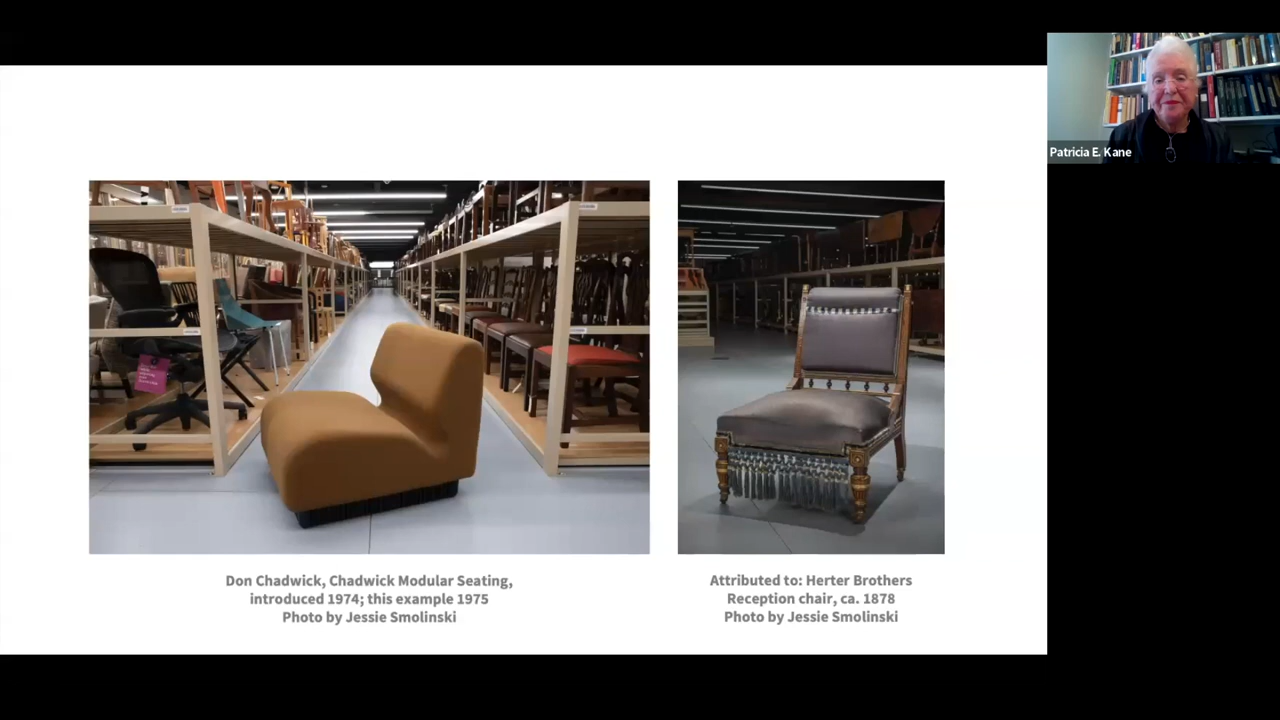 Patricia E. Kane
Don Chadwick, Chadwick Modular Seating,
introduced 1974; this example 1975
Photo by Jessie Smolinski
Attributed to: Herter Brothers
Reception chair, ca. 1878
Photo by Jessie Smolinski